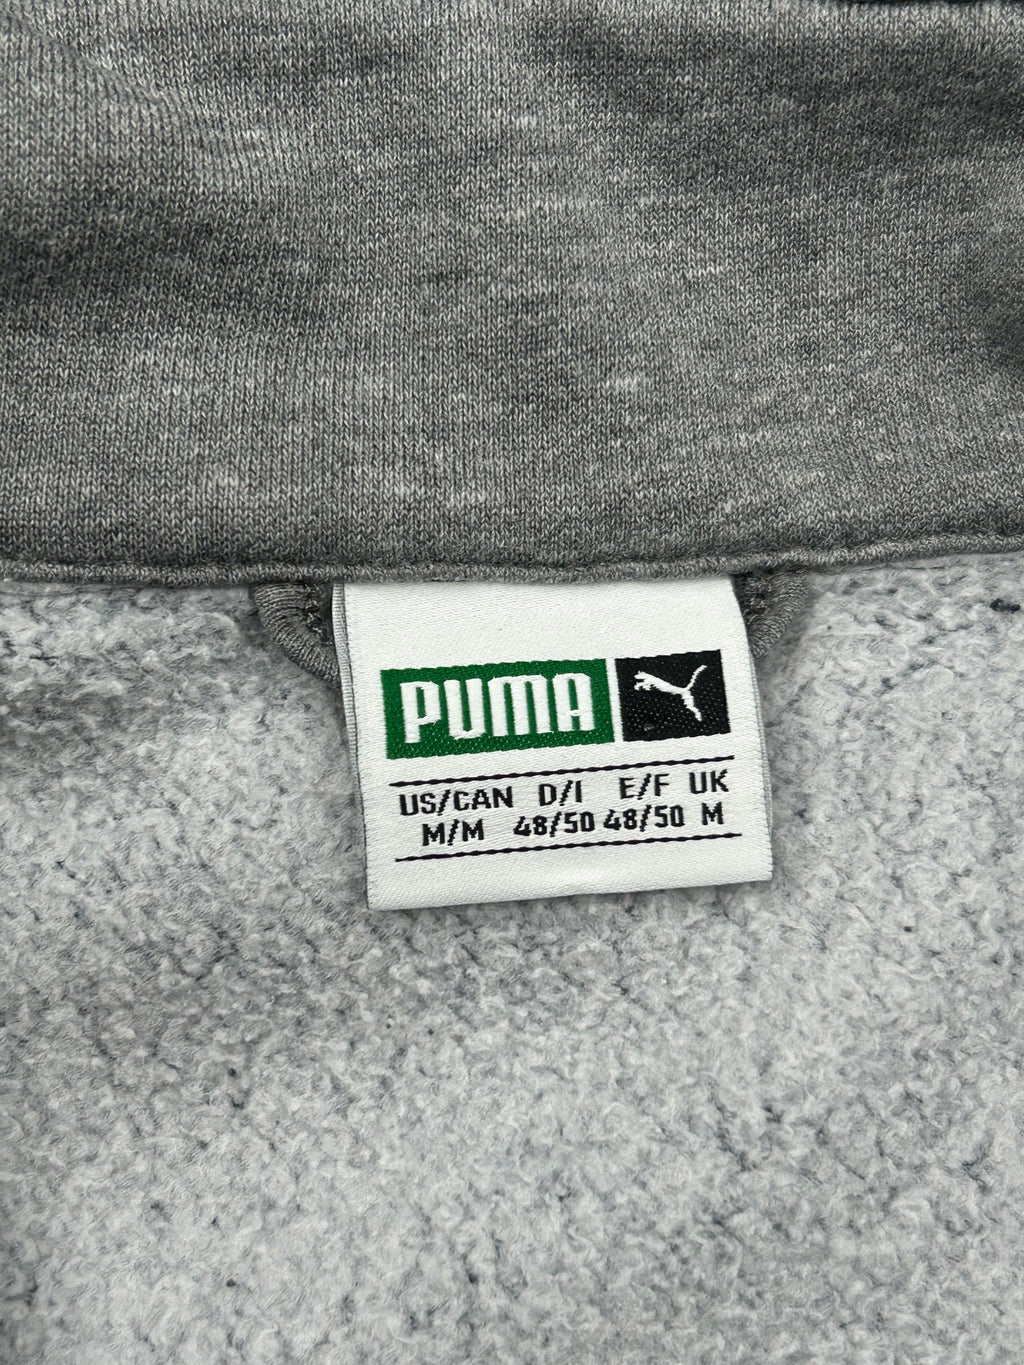 PUMA
US/CAN D/I E/F UK
M/M 48/50 48/50 M